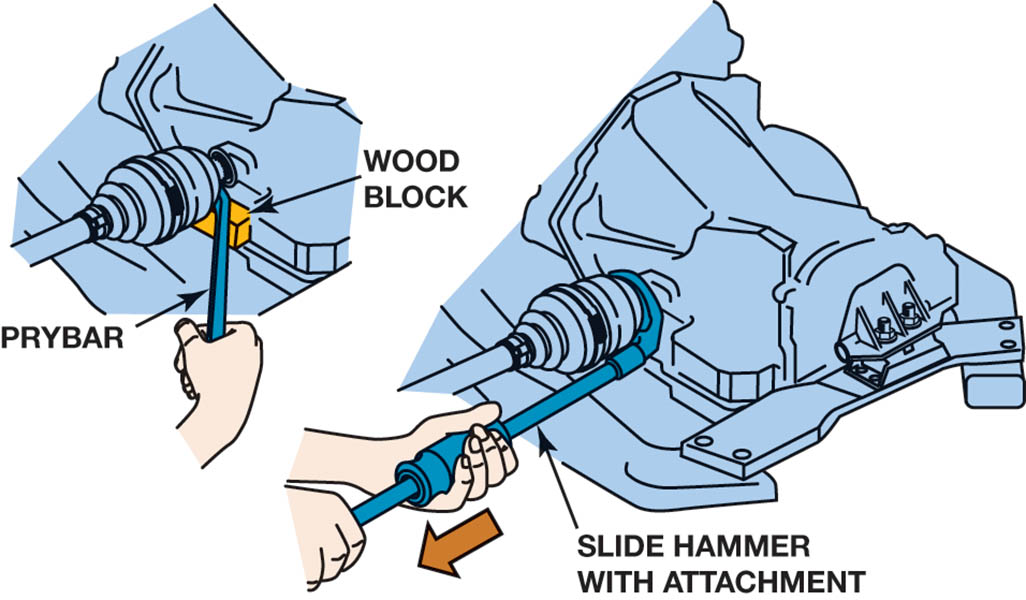 WOOD
BLOCK
PRYBAR
SLIDE HAMMER
WITH ATTACHMENT